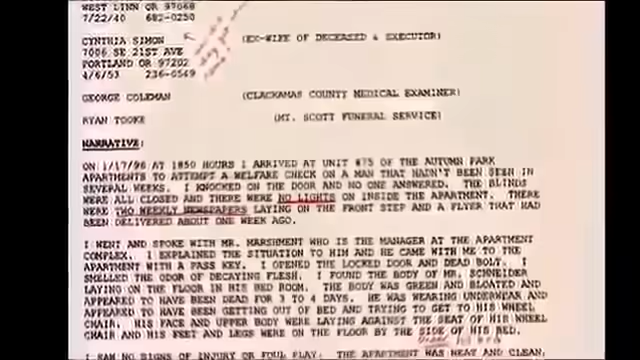 WEST LINN OR 97068
7/22/40 682-0250
CYNTHIA SIMON (EX-WIFE OF DECEASED & EXECUTOR)
7006 SE 21ST AVE
PORTLAND OR 97202
4/6/53 236-0549
GEORGE COLEMAN (CLACKAMAS COUNTY MEDICAL EXAMINER)
RYAN TOOKE (MT. SCOTT FUNERAL SERVICE)
NARRATIVE:
ON 1/17/98 AT 1850 HOURS I ARRIVED AT UNIT #75 OF THE AUTUMN PARK
APARTMENTS TO ATTEMPT A WELFARE CHECK ON A MAN THAT HADN'T BEEN SEEN IN
SEVERAL WEEKS. I KNOCKED ON THE DOOR AND NO ONE ANSWERED. THE BLINDS
WERE ALL CLOSED AND THERE WERE NO LIGHTS ON INSIDE THE APARTMENT. THERE
WERE TWO WEEKLY NEWSPAPERS LAYING ON THE FRONT STEP AND A FLYER THAT HAD
BEEN DELIVERED ABOUT ONE WEEK AGO.
I WENT AND SPOKE WITH MR. MARSHMENT WHO IS THE MANAGER AT THE APARTMENT
COMPLEX. I EXPLAINED THE SITUATION TO HIM AND HE CAME WITH ME TO THE
APARTMENT WITH A PASS KEY. I OPENED THE LOCKED DOOR AND DEAD BOLT. I
SMELLED THE ODOR OF DECAYING FLESH. I FOUND THE BODY OF MR. SCHNEIDER
LAYING ON THE FLOOR IN HIS BED ROOM. THE BODY WAS GREEN AND BLOATED AND
APPEARED TO HAVE BEEN DEAD FOR 3 TO 4 DAYS. HE WAS WEARING UNDERWEAR AND
APPEARED TO HAVE BEEN GETTING OUT OF BED AND TRYING TO GET TO HIS WHEEL
CHAIR. HIS FACE AND UPPER BODY WERE LAYING AGAINST THE SEAT OF HIS WHEEL
CHAIR AND HIS FEET AND LEGS WERE ON THE FLOOR BY THE SIDE OF HIS BED.
I SAW NO SIGNS OF INJURY OR FOUL PLAY. THE APARTMENT WAS NEAT AND CLEAN,